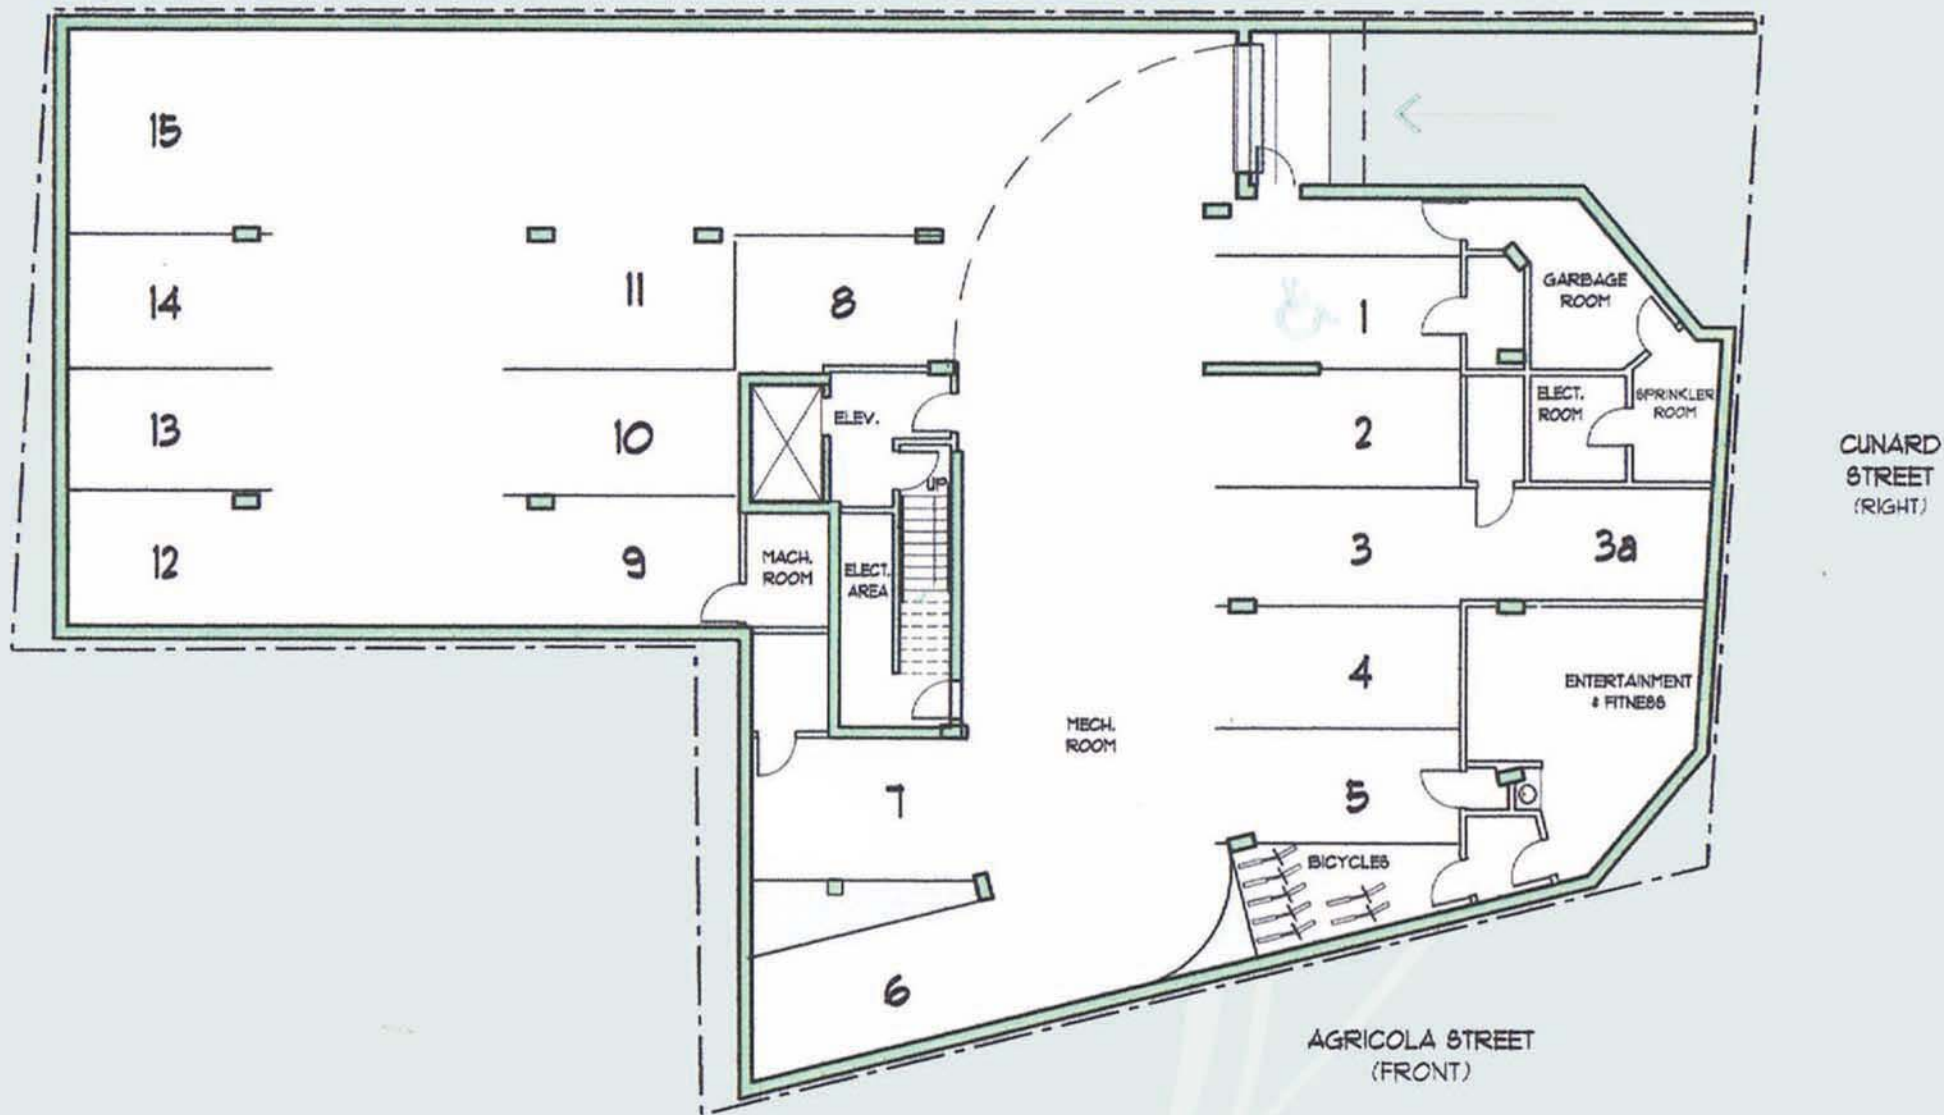 15
14
11
8
1
GARBAGE
ROOM
13
10
ELEV.
2
ELECT.
ROOM
SPRINKLER
ROOM
UP
12
9
MACH.
ROOM
ELECT.
AREA
3
3a
4
ENTERTAINMENT
& FITNESS
MECH.
ROOM
7
5
BICYCLES
6
CUNARD
STREET
(RIGHT)
AGRICOLA STREET
(FRONT)